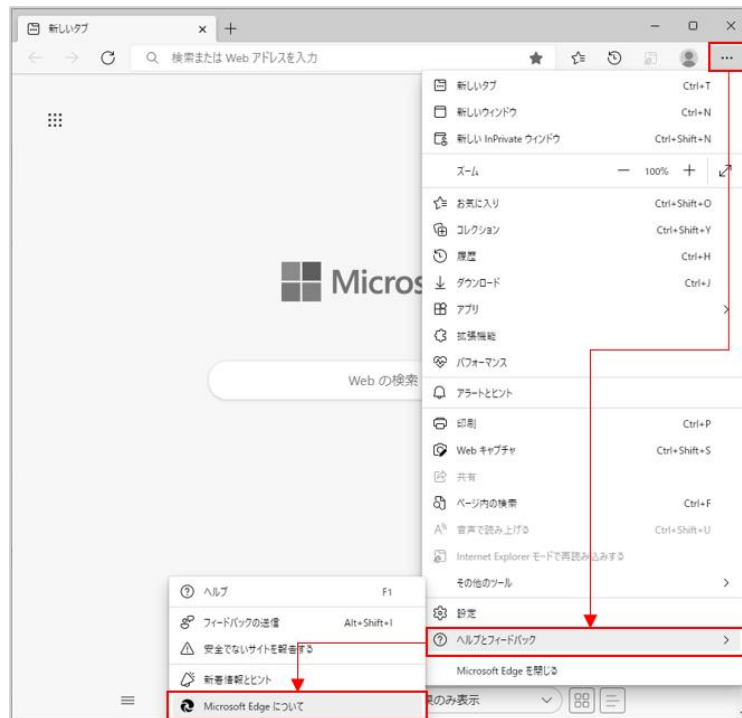 新しいタブ
検索または Web アドレスを入力
新しいタブ Ctrl+T
新しいウィンドウ Ctrl+N
新しい InPrivate ウィンドウ Ctrl+Shift+N
ズーム 100%
お気に入り Ctrl+Shift+O
コレクション Ctrl+Shift+Y
履歴 Ctrl+H
ダウンロード Ctrl+J
アプリ
拡張機能
パフォーマンス
アラートとヒント
印刷 Ctrl+P
Web キャプチャ Ctrl+Shift+S
共有
ページ内の検索 Ctrl+F
音声で読み上げる Ctrl+Shift+U
Internet Explorer モードで再読み込みする
その他のツール
設定
ヘルプとフィードバック
Microsoft Edge を閉じる
Micros
Web の検索
ヘルプ F1
フィードバックの送信 Alt+Shift+I
安全でないサイトを報告する
新着情報とヒント
Microsoft Edge について
のみ表示